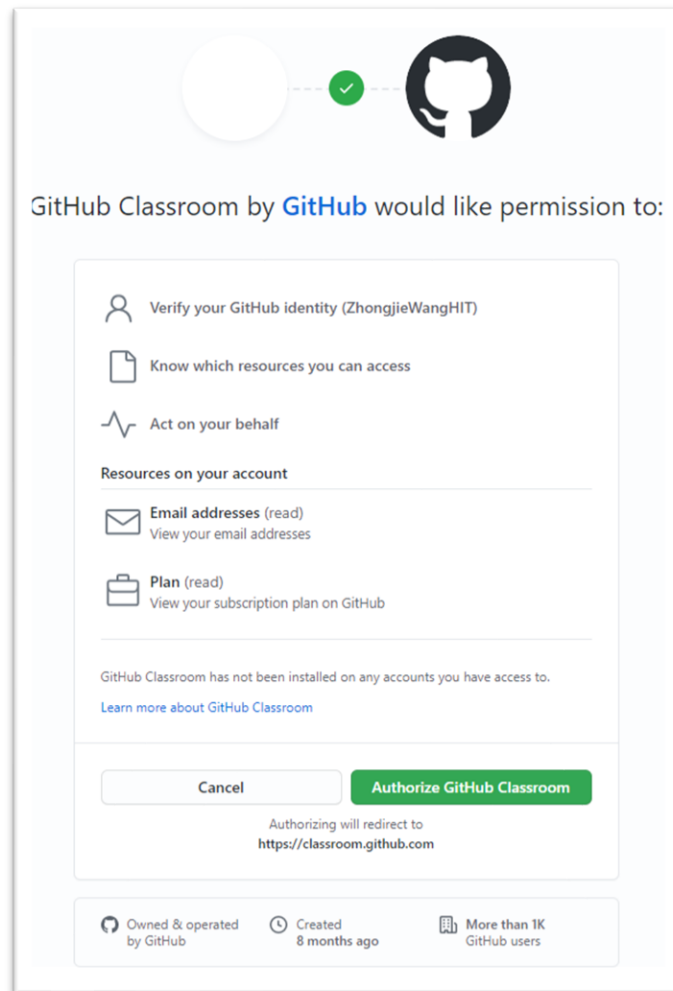 GitHub Classroom by GitHub would like permission to:
Verify your GitHub identity (ZhongjieWangHIT)
Know which resources you can access
Act on your behalf
Resources on your account
Email addresses (read)
View your email addresses
Plan (read)
View your subscription plan on GitHub
GitHub Classroom has not been installed on any accounts you have access to.
Learn more about GitHub Classroom
Cancel
Authorize GitHub Classroom
Authorizing will redirect to
https://classroom.github.com
Owned & operated
by GitHub
Created
8 months ago
More than 1K
GitHub users